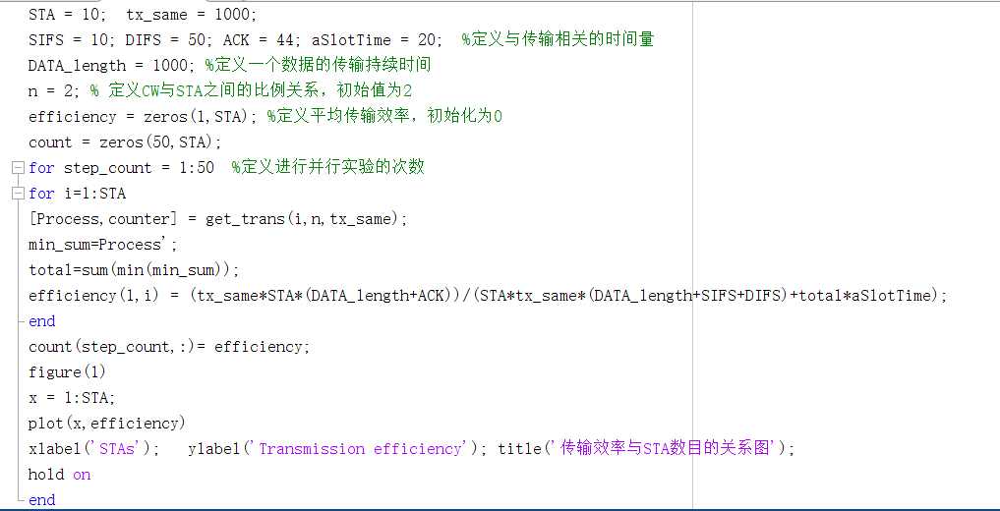 STA = 10;  tx_same = 1000;
SIFS = 10; DIFS = 50; ACK = 44; aSlotTime = 20;  %定义与传输相关的时间量
DATA_length = 1000; %定义一个数据的传输持续时间
n = 2; % 定义CW与STA之间的比例关系，初始值为2
efficiency = zeros(1,STA); %定义平均传输效率，初始化为0
count = zeros(50,STA);
for step_count = 1:50  %定义进行并行实验的次数
for i=1:STA
[Process,counter] = get_trans(i,n,tx_same);
min_sum=Process';
total=sum(min(min_sum));
efficiency(1,i) = (tx_same*STA*(DATA_length+ACK))/(STA*tx_same*(DATA_length+SIFS+DIFS)+total*aSlotTime);
end
count(step_count,:)= efficiency;
figure(1)
x = 1:STA;
plot(x,efficiency)
xlabel('STAs');   ylabel('Transmission efficiency'); title('传输效率与STA数目的关系图');
hold on
end